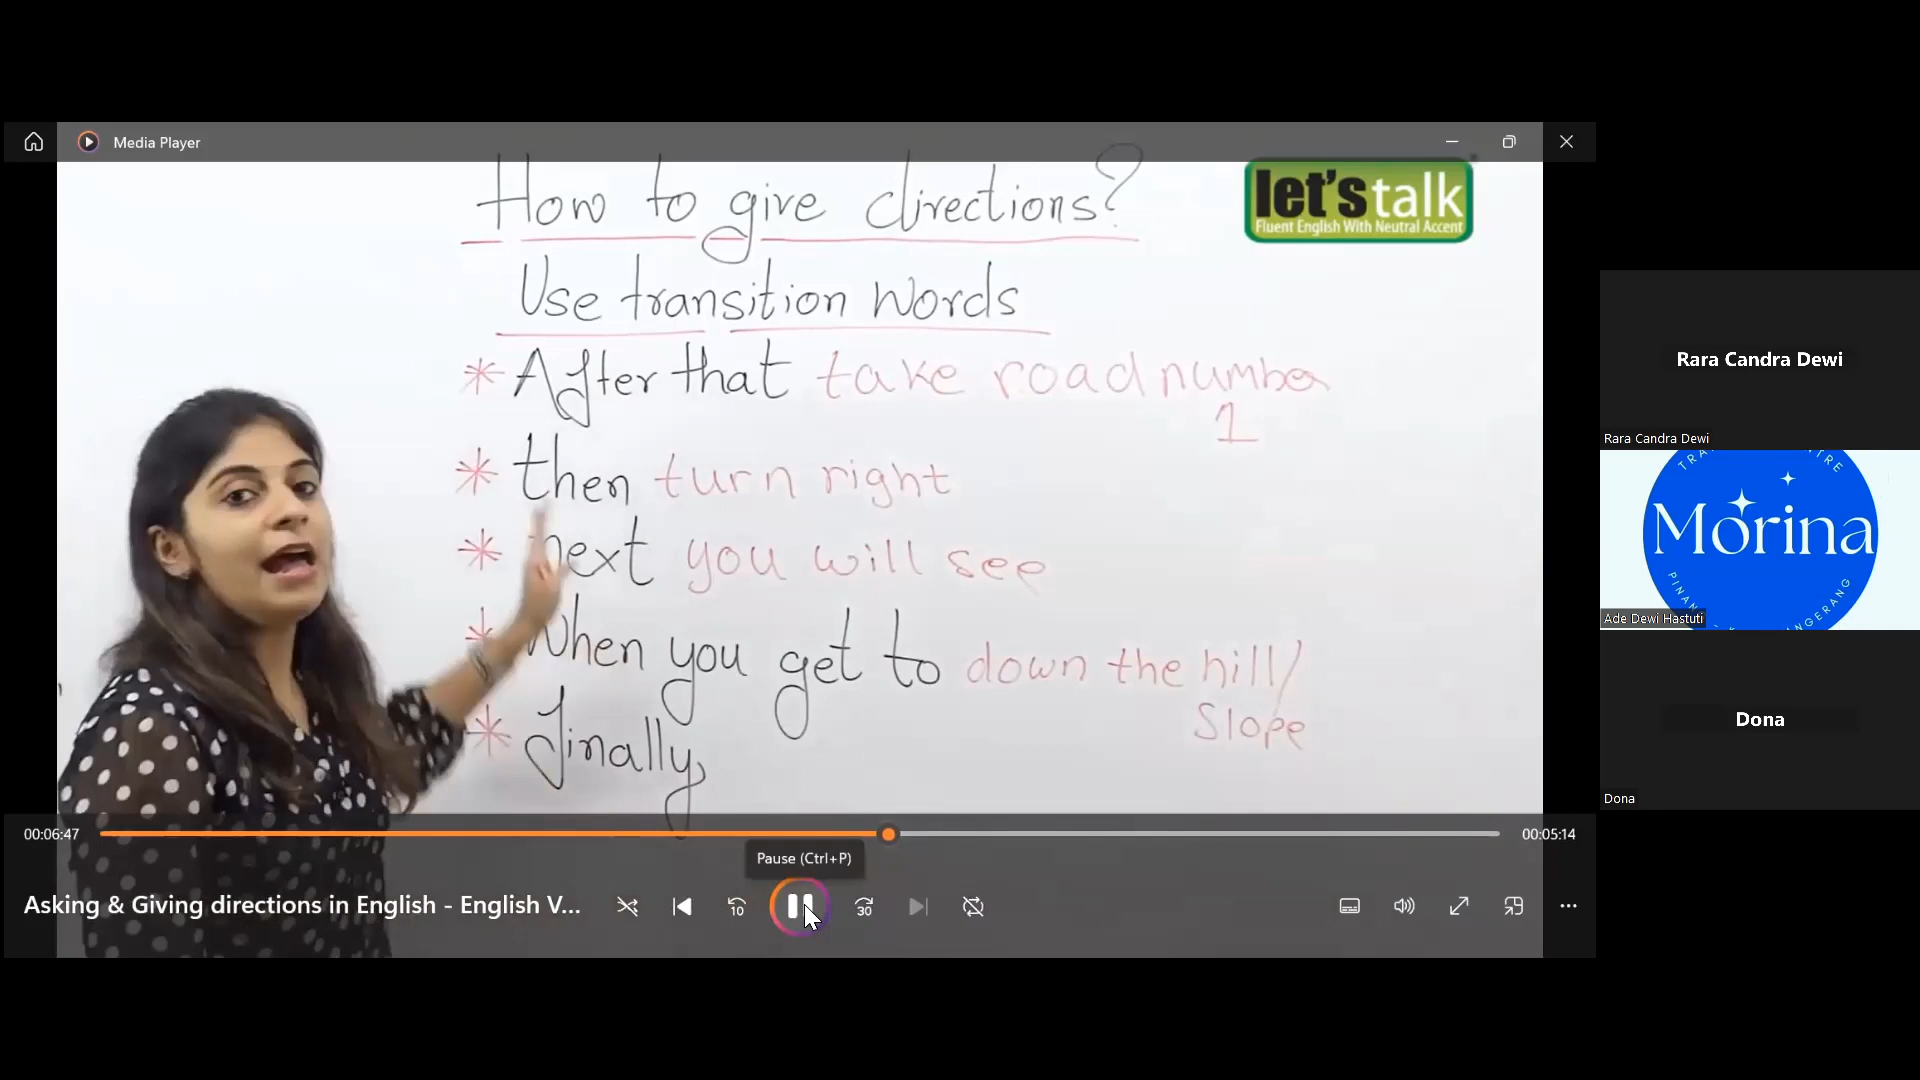 Media Player
How to give directions?
let's talk
Fluent English With Neutral Accent
Use transition words
* After that take road number
1
* then turn right
* next you will see
* When you get to down the hill/
Slope
* finally,
00:06:47
00:05:14
Pause (Ctrl+P)
Asking & Giving directions in English - English V...
10
30
Rara Candra Dewi
Rara Candra Dewi
Morina
Ade Dewi Hastuti
Dona
Dona